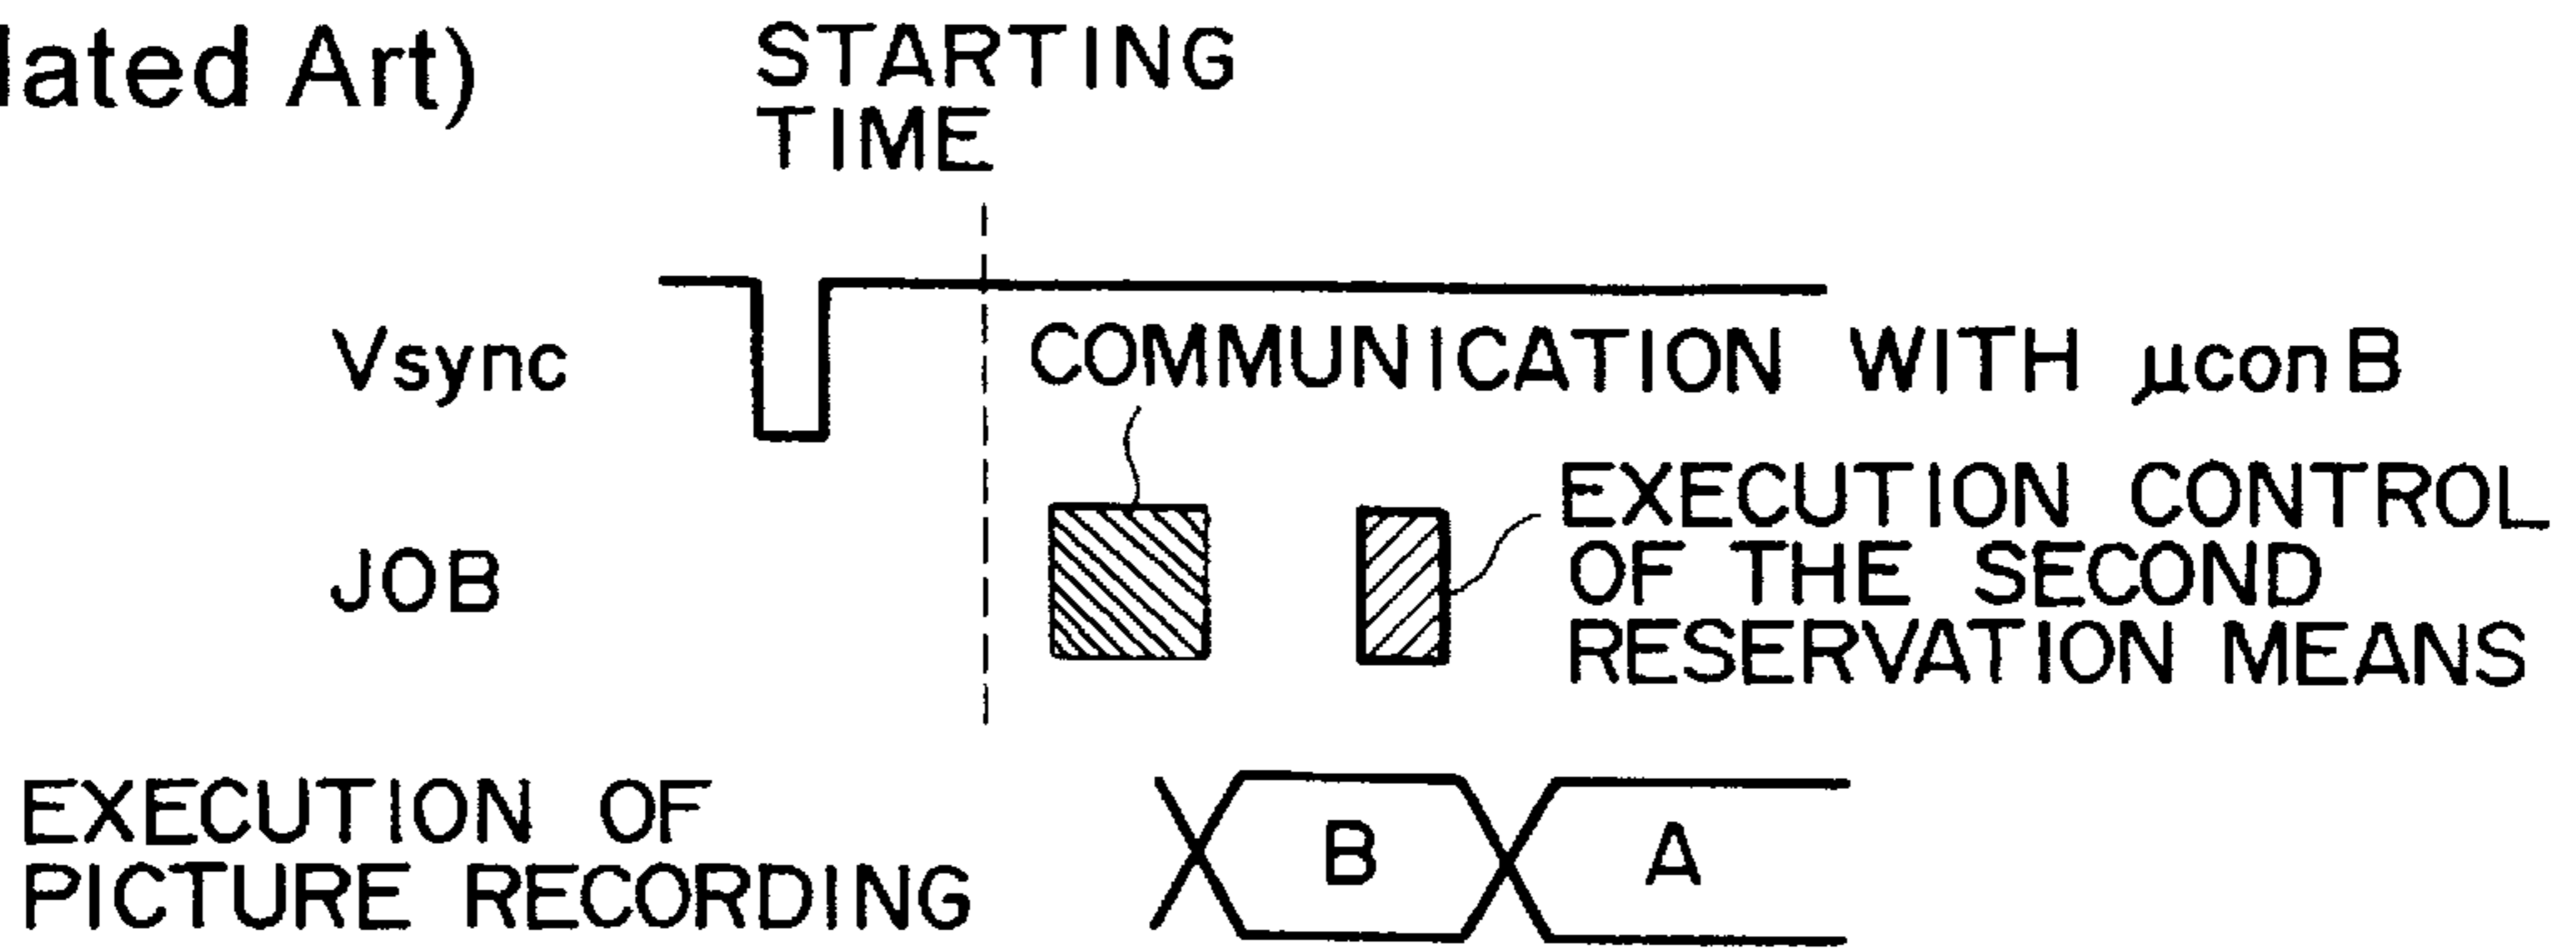 lated Art)
STARTING
TIME
Vsync
COMMUNICATION WITH μcon B
JOB
EXECUTION CONTROL
OF THE SECOND
RESERVATION MEANS
EXECUTION OF
PICTURE RECORDING
B
A